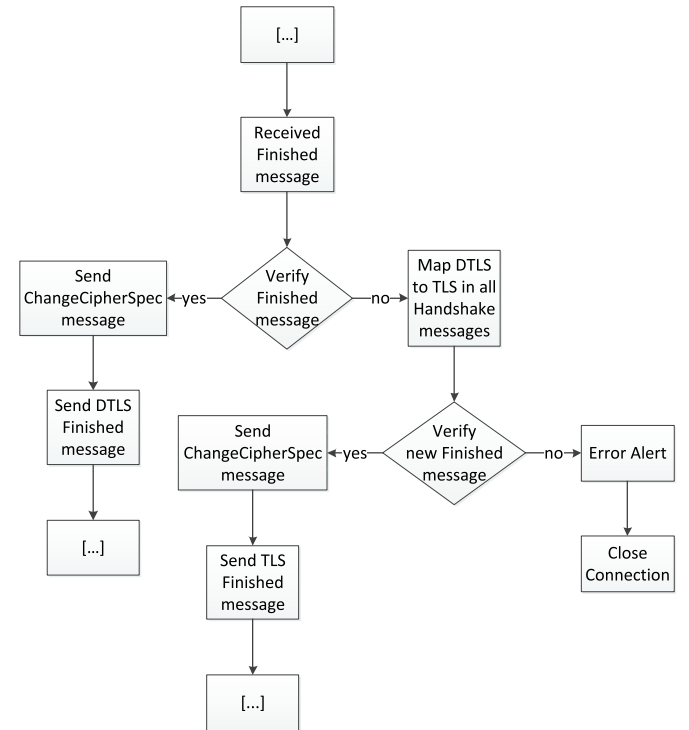 [...]
Received
Finished
message
Verify
Finished
message
yes
no
Send
ChangeCipherSpec
message
Map DTLS
to TLS in all
Handshake
messages
Send DTLS
Finished
message
[...]
Verify
new Finished
message
yes
no
Send
ChangeCipherSpec
message
Error Alert
Send TLS
Finished
message
Close
Connection
[...]